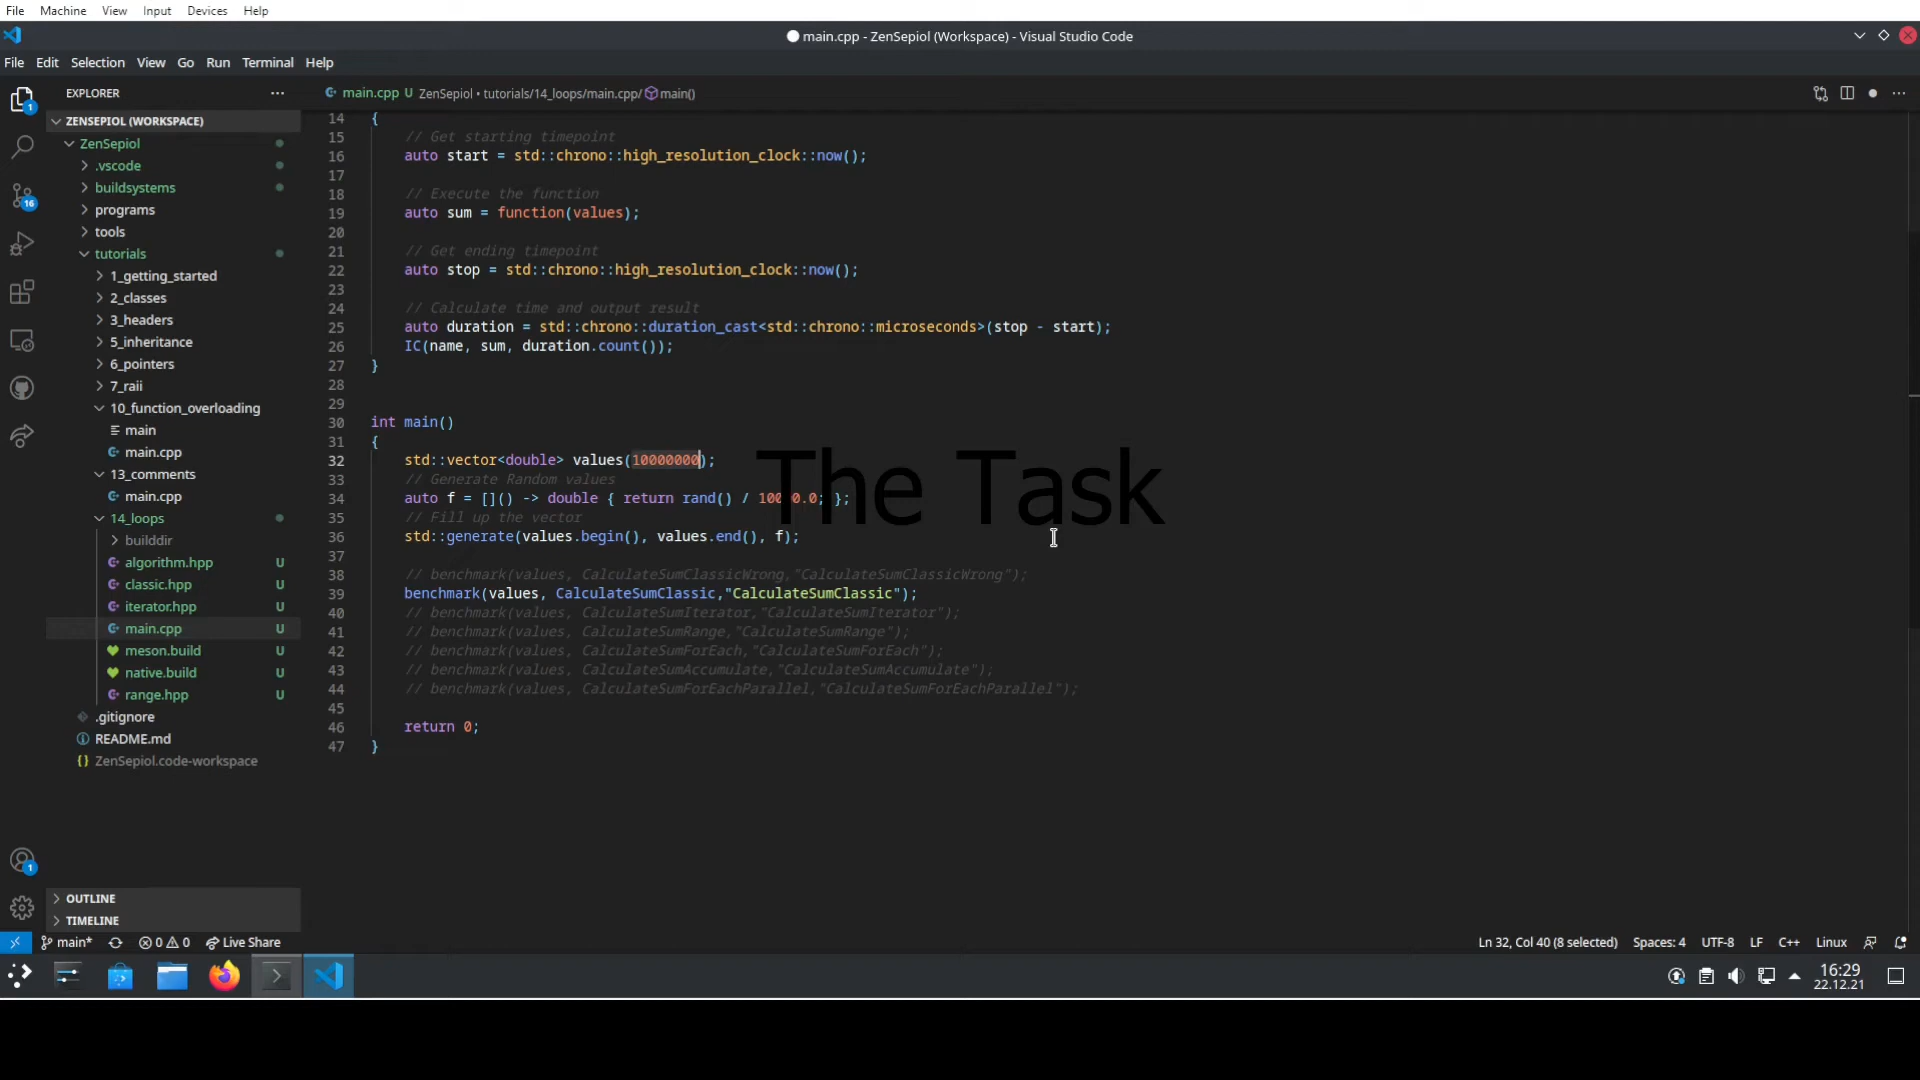 File Machine View Input Devices Help
main.cpp - ZenSepiol (Workspace) - Visual Studio Code
File Edit Selection View Go Run Terminal Help
EXPLORER
main.cpp U ZenSepiol • tutorials/14_loops/main.cpp/ main()
ZENSEPIOL (WORKSPACE)
ZenSepiol
.vscode
buildsystems
programs
tools
tutorials
1_getting_started
2_classes
3_headers
5_inheritance
6_pointers
7_raii
10_function_overloading
main
main.cpp
13_comments
main.cpp
14_loops
builddir
algorithm.hpp U
classic.hpp U
iterator.hpp U
main.cpp U
meson.build U
native.build U
range.hpp U
.gitignore
README.md
ZenSepiol.code-workspace
OUTLINE
TIMELINE
1
16
1
14 {
15 // Get starting timepoint
16 auto start = std::chrono::high_resolution_clock::now();
17
18 // Execute the function
19 auto sum = function(values);
20
21 // Get ending timepoint
22 auto stop = std::chrono::high_resolution_clock::now();
23
24 // Calculate time and output result
25 auto duration = std::chrono::duration_cast<std::chrono::microseconds>(stop - start);
26 IC(name, sum, duration.count());
27 }
28
29
30 int main()
31 {
32 std::vector<double> values(10000000);
33 // Generate Random values
34 auto f = []() -> double { return rand() / 10000.0; };
35 // Fill up the vector
36 std::generate(values.begin(), values.end(), f);
37
38 // benchmark(values, CalculateSumClassicWrong,"CalculateSumClassicWrong");
39 benchmark(values, CalculateSumClassic,"CalculateSumClassic");
40 // benchmark(values, CalculateSumIterator,"CalculateSumIterator");
41 // benchmark(values, CalculateSumRange,"CalculateSumRange");
42 // benchmark(values, CalculateSumForEach,"CalculateSumForEach");
43 // benchmark(values, CalculateSumAccumulate,"CalculateSumAccumulate");
44 // benchmark(values, CalculateSumForEachParallel,"CalculateSumForEachParallel");
45
46 return 0;
47 }
The Task
main* 0 0 Live Share
Ln 32, Col 40 (8 selected) Spaces: 4 UTF-8 LF C++ Linux
16:29
22.12.21